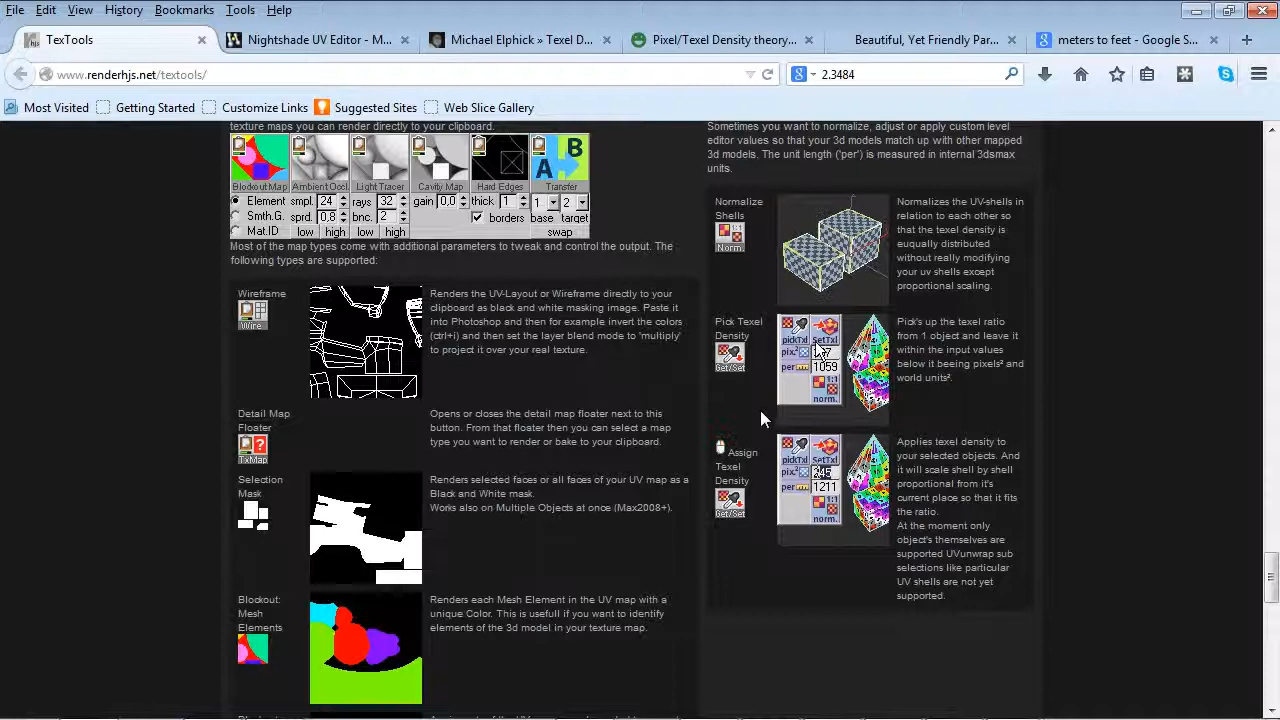 File Edit View History Bookmarks Tools Help
TexTools
Nightshade UV Editor - M...
Michael Elphick » Texel D...
Pixel/Texel Density theory...
Beautiful, Yet Friendly Par...
meters to feet - Google S...
www.renderhjs.net/textools/
2.3484
Most Visited Getting Started Customize Links Suggested Sites Web Slice Gallery
texture maps you can render directly to your clipboard.
Blockout Map Ambient Occl. Light Tracer Cavity Map Hard Edges Transfer
Element smpl. 24 rays 32 gain 0,0 thick 1 1 2
Smth.G. sprd. 0,8 bnc. 2 borders base target
Mat.ID low high low high swap
Most of the map types come with additional parameters to tweak and control the output. The
following types are supported:
Wireframe
Wire
Renders the UV-Layout or Wireframe directly to your
clipboard as black and white masking image. Paste it
into Photoshop and then for example invert the colors
(ctrl+i) and then set the layer blend mode to 'multiply'
to project it over your real texture.
Detail Map
Floater
TxMap
Opens or closes the detail map floater next to this
button. From that floater then you can select a map
type you want to render or bake to your clipboard.
Selection
Mask
Renders selected faces or all faces of your UV map as a
Black and White mask.
Works also on Multiple Objects at once (Max2008+).
Blockout:
Mesh
Elements
Renders each Mesh Element in the UV map with a
unique Color. This is usefull if you want to identify
elements of the 3d model in your texture map.
Sometimes you want to normalize, adjust or apply custom level
editor values so that your 3d models match up with other mapped
3d models. The unit length ('per') is measured in internal 3dsmax
units.
Normalize
Shells
Norm.
Normalizes the UV-shells in
relation to each other so
that the texel density is
euqually distributed
without really modifying
your uv shells except
proportional scaling.
Pick Texel
Density
Get/Set
pickTxl SetTxl
pix.²
per 1059
1:1
norm.
Pick's up the texel ratio
from 1 object and leave it
within the input values
below it beeing pixels² and
world units².
Assign
Texel
Density
Get/Set
pickTxl SetTxl
pix.² 245
per 1211
1:1
norm.
Applies texel density to
your selected objects. And
it will scale shell by shell
proportional from it's
current place so that it fits
the ratio.
At the moment only
object's themselves are
supported UVunwrap sub
selections like particular
UV shells are not yet
supported.